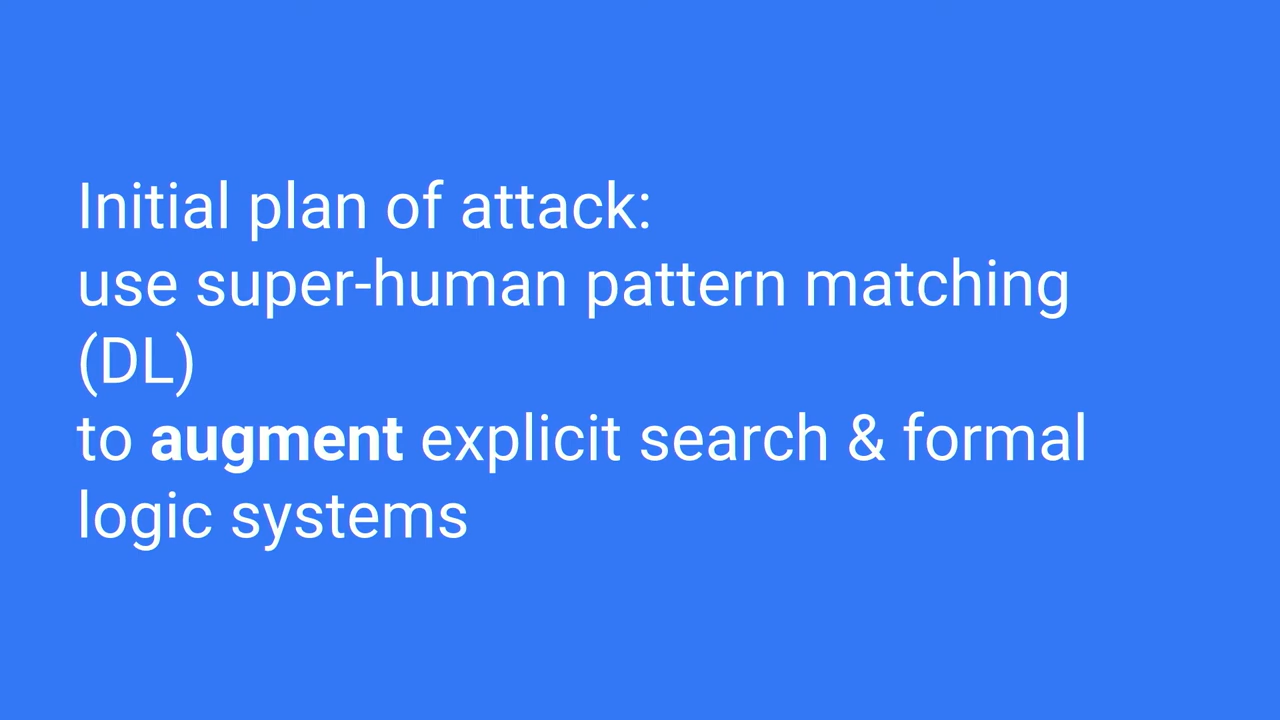 Initial plan of attack:
use super-human pattern matching
(DL)
to augment explicit search & formal
logic systems